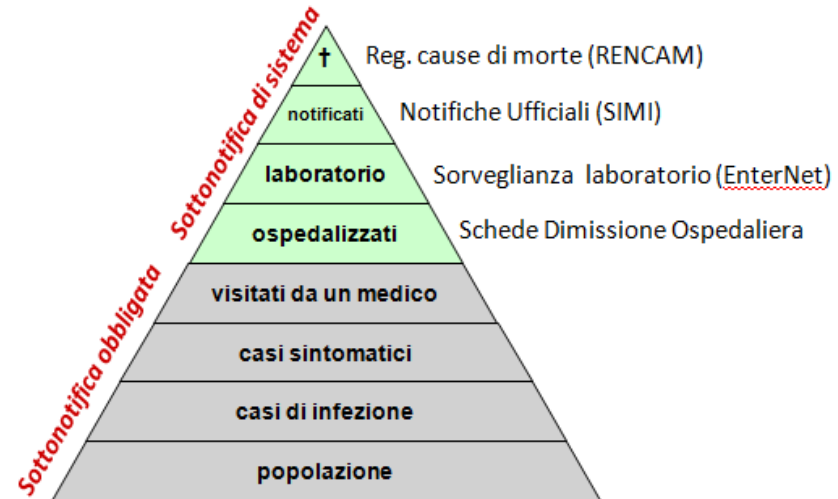 Sottonotifica di sistema
Sottonotifica obbligata
† Reg. cause di morte (RENCAM)
notificati Notifiche Ufficiali (SIMI)
laboratorio Sorveglianza laboratorio (EnterNet)
ospedalizzati Schede Dimissione Ospedaliera
visitati da un medico
casi sintomatici
casi di infezione
popolazione